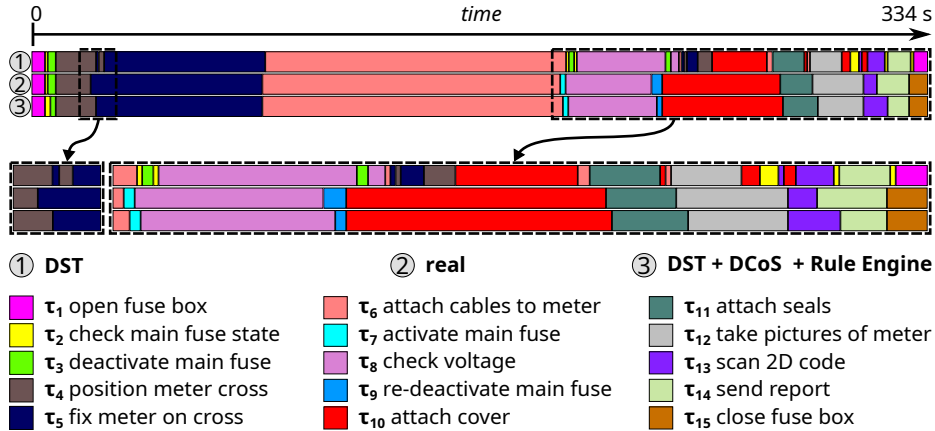 0 time 334 s
1
2
3
1 DST 2 real 3 DST + DCoS + Rule Engine
τ1 open fuse box τ6 attach cables to meter τ11 attach seals
τ2 check main fuse state τ7 activate main fuse τ12 take pictures of meter
τ3 deactivate main fuse τ8 check voltage τ13 scan 2D code
τ4 position meter cross τ9 re-deactivate main fuse τ14 send report
τ5 fix meter on cross τ10 attach cover τ15 close fuse box